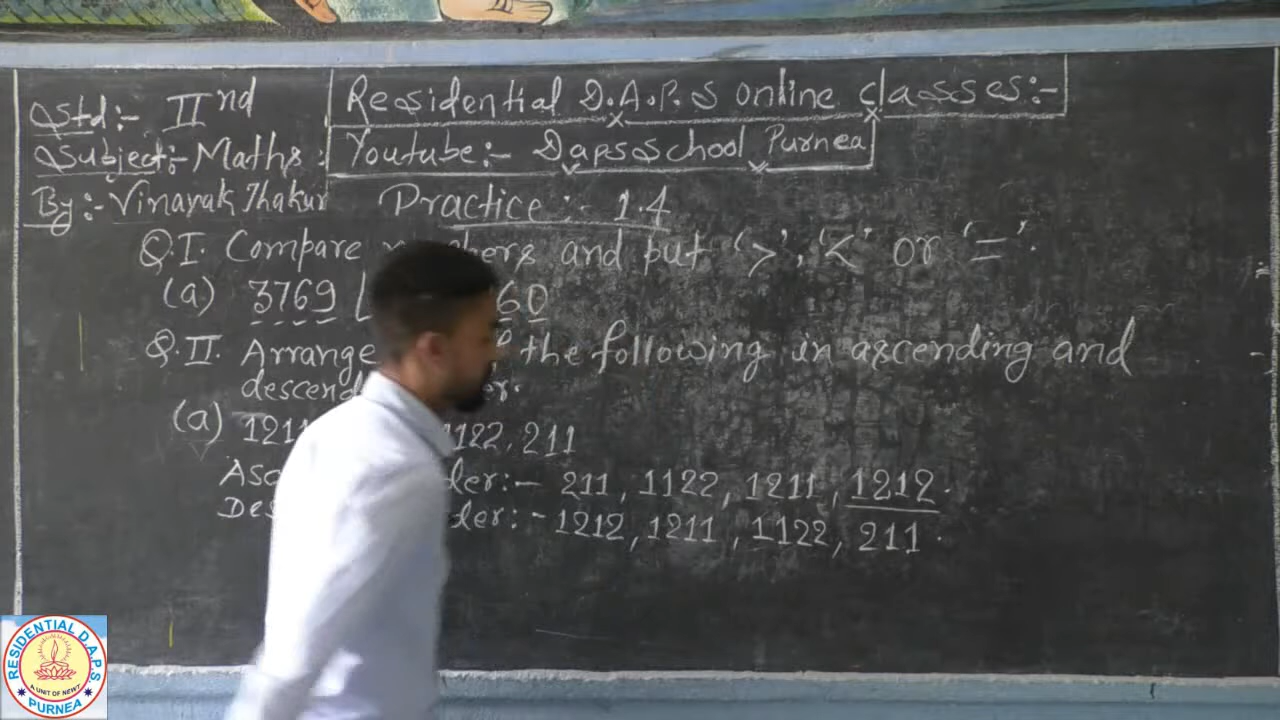 Std:- IInd
Residential D.A.P.S online classes:-
Subject:- Maths:
Youtube:- Dapsschool Purnea
By:- Vinayak Thakur
Practice:- 1.4
Q.I. Compare and put '>', '<' or '='.
(a) 3769 60
Q.II. Arrange the following in ascending and
(a) 1122, 211
:- 211, 1122, 1211, 1212.
:- 1212, 1211, 1122, 211.
RESIDENTIAL D.A.P.S
PURNEA